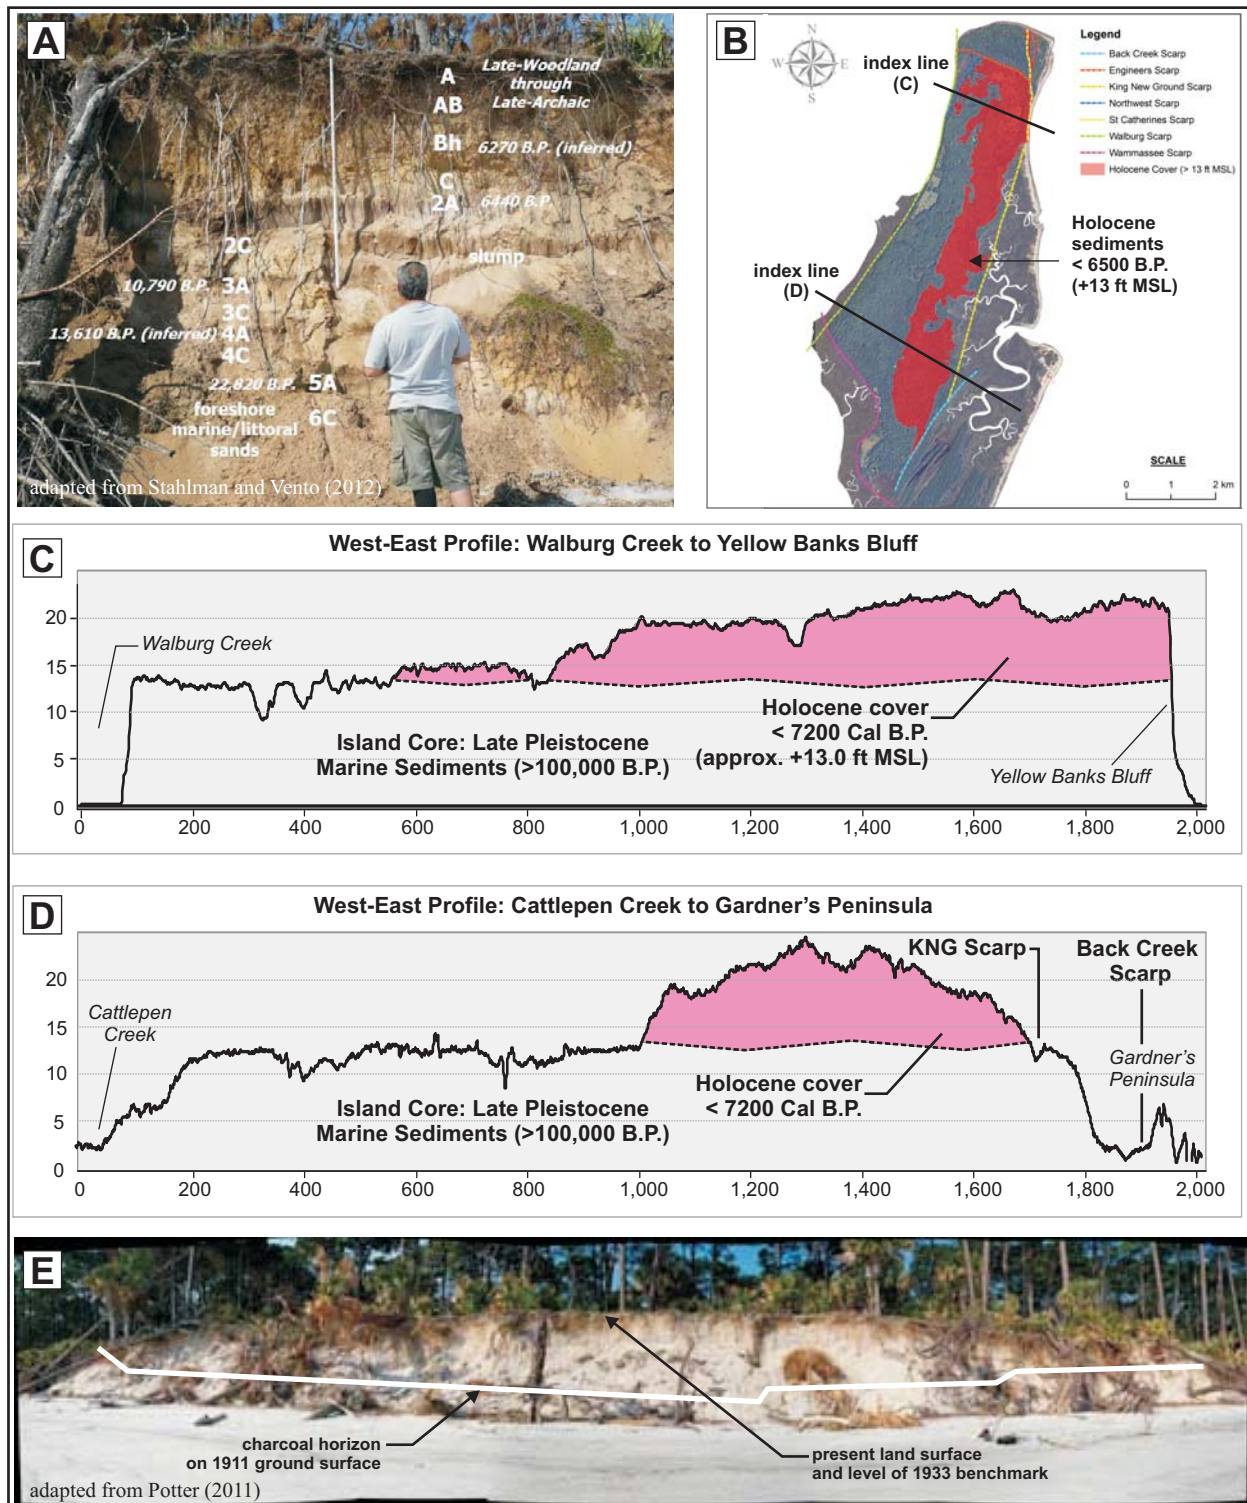 A
A
Late-Woodland
through
Late-Archaic
AB
Bh
6270 B.P. (inferred)
C
2A
6440 B.P.
2C
slump
10,790 B.P.
3A
3C
13,610 B.P. (inferred)
4A
4C
22,820 B.P.
5A
foreshore
marine/littoral
sands
6C
adapted from Stahlman and Vento (2012)
B
N
W
E
S
index line
(C)
index line
(D)
Legend
Back Creek Scarp
Engineers Scarp
King New Ground Scarp
Northwest Scarp
St Catherines Scarp
Walburg Scarp
Wammassee Scarp
Holocene Cover (> 13 ft MSL)
Holocene
sediments
< 6500 B.P.
(+13 ft MSL)
SCALE
0 1 2 km
C
West-East Profile: Walburg Creek to Yellow Banks Bluff
20
15
10
5
0
Walburg Creek
Island Core: Late Pleistocene
Marine Sediments (>100,000 B.P.)
Holocene cover
< 7200 Cal B.P.
(approx. +13.0 ft MSL)
Yellow Banks Bluff
0 200 400 600 800 1,000 1,200 1,400 1,600 1,800 2,000
D
West-East Profile: Cattlepen Creek to Gardner's Peninsula
20
15
10
5
0
Cattlepen
Creek
KNG Scarp
Back Creek
Scarp
Gardner's
Peninsula
Island Core: Late Pleistocene
Marine Sediments (>100,000 B.P.)
Holocene cover
< 7200 Cal B.P.
0 200 400 600 800 1,000 1,200 1,400 1,600 1,800 2,000
E
charcoal horizon
on 1911 ground surface
present land surface
and level of 1933 benchmark
adapted from Potter (2011)